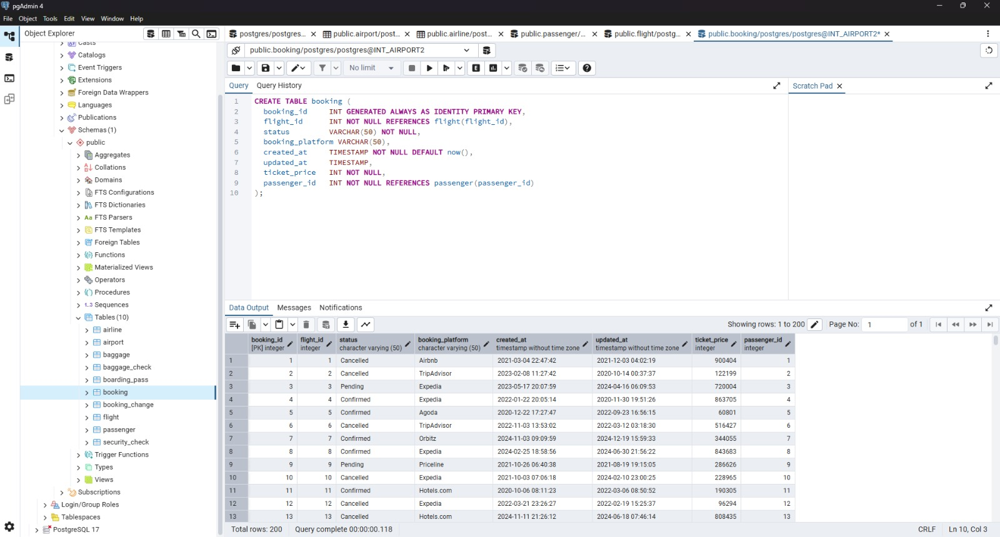 pgAdmin 4
File Object Tools Edit View Window Help
Object Explorer
postgres/postgres... public.airport/post... public.airline/post... public.passenger/... public.flight/postg... public.booking/postgres/postgres@INT_AIRPORT2*
public.booking/postgres/postgres@INT_AIRPORT2
No limit
Query Query History
Scratch Pad
Casts
Catalogs
Event Triggers
Extensions
Foreign Data Wrappers
Languages
Publications
Schemas (1)
public
Aggregates
Collations
Domains
FTS Configurations
FTS Dictionaries
FTS Parsers
FTS Templates
Foreign Tables
Functions
Materialized Views
Operators
Procedures
1..3 Sequences
Tables (10)
airline
airport
baggage
baggage_check
boarding_pass
booking
booking_change
flight
passenger
security_check
Trigger Functions
Types
Views
Subscriptions
Login/Group Roles
Tablespaces
PostgreSQL 17
1 CREATE TABLE booking (
2 booking_id INT GENERATED ALWAYS AS IDENTITY PRIMARY KEY,
3 flight_id INT NOT NULL REFERENCES flight(flight_id),
4 status VARCHAR(50) NOT NULL,
5 booking_platform VARCHAR(50),
6 created_at TIMESTAMP NOT NULL DEFAULT now(),
7 updated_at TIMESTAMP,
8 ticket_price INT NOT NULL,
9 passenger_id INT NOT NULL REFERENCES passenger(passenger_id)
10 );
Data Output Messages Notifications
Showing rows: 1 to 200 Page No: 1 of 1
booking_id flight_id status booking_platform created_at updated_at ticket_price passenger_id
[PK] integer integer character varying (50) character varying (50) timestamp without time zone timestamp without time zone integer integer
1 1 1 Cancelled Airbnb 2021-03-04 22:47:42 2021-12-03 04:02:19 900404 1
2 2 2 Cancelled TripAdvisor 2023-02-08 11:27:42 2020-10-14 00:37:37 122199 2
3 3 3 Pending Expedia 2023-05-17 20:07:59 2024-04-16 06:09:53 720004 3
4 4 4 Confirmed Expedia 2022-01-22 20:05:14 2020-11-30 19:51:26 863705 4
5 5 5 Confirmed Agoda 2020-12-22 17:27:47 2022-09-23 16:56:15 60801 5
6 6 6 Cancelled TripAdvisor 2022-11-03 13:53:02 2022-03-12 03:18:30 516427 6
7 7 7 Confirmed Orbitz 2024-11-03 09:09:59 2024-12-19 15:59:33 344055 7
8 8 8 Confirmed Expedia 2024-02-25 18:58:56 2024-06-30 21:56:22 843683 8
9 9 9 Pending Priceline 2021-10-26 06:40:38 2021-08-19 19:15:05 286626 9
10 10 10 Cancelled Expedia 2021-10-03 07:06:18 2024-02-10 23:00:25 228965 10
11 11 11 Confirmed Hotels.com 2020-10-06 08:11:23 2022-03-06 08:50:52 190305 11
12 12 12 Cancelled Expedia 2022-03-21 23:26:27 2022-02-19 15:25:37 96294 12
13 13 13 Cancelled Hotels.com 2024-11-11 21:26:12 2024-06-18 07:46:14 808435 13
Total rows: 200 Query complete 00:00:00.118 CRLF Ln 10, Col 3